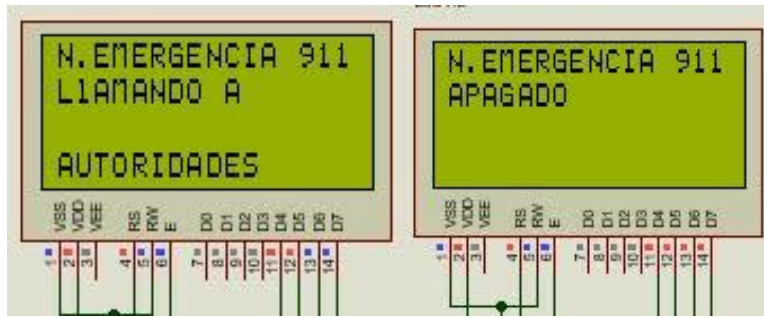 N.EMERGENCIA 911
LlAMANDO A
AUTORIDADES
VSS VDD VEE RS RW E D0 D1 D2 D3 D4 D5 D6 D7
1 2 3 4 5 6 7 8 9 10 11 12 13 14
N.EMERGENCIA 911
APAGADO
VSS VDD VEE RS RW E D0 D1 D2 D3 D4 D5 D6 D7
1 2 3 4 5 6 7 8 9 10 11 12 13 14